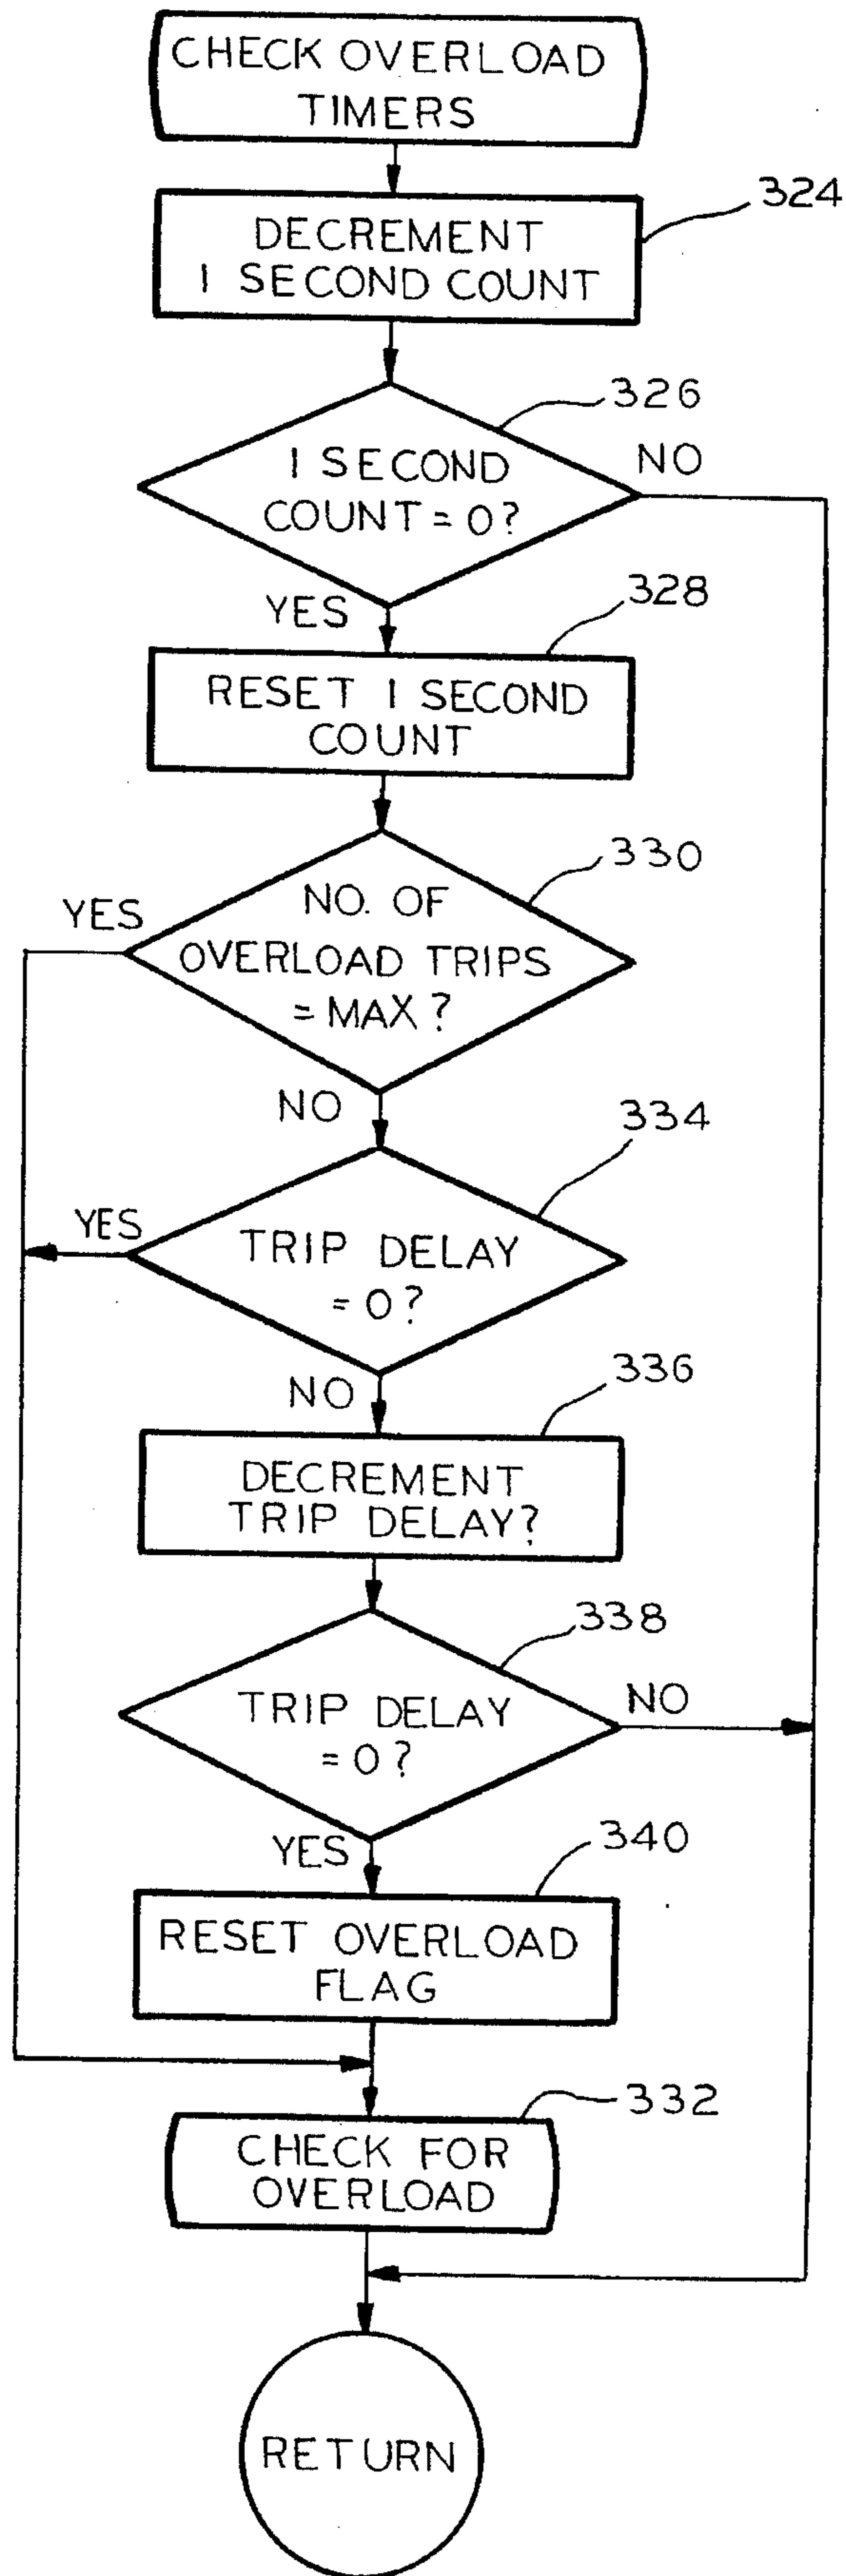 CHECK OVERLOAD
TIMERS
324
DECREMENT
1 SECOND COUNT
326
1 SECOND
COUNT = 0?
NO
YES
328
RESET 1 SECOND
COUNT
330
YES
NO. OF
OVERLOAD TRIPS
= MAX?
NO
334
YES
TRIP DELAY
= 0?
NO
336
DECREMENT
TRIP DELAY?
338
TRIP DELAY
= 0?
NO
YES
340
RESET OVERLOAD
FLAG
332
CHECK FOR
OVERLOAD
RETURN